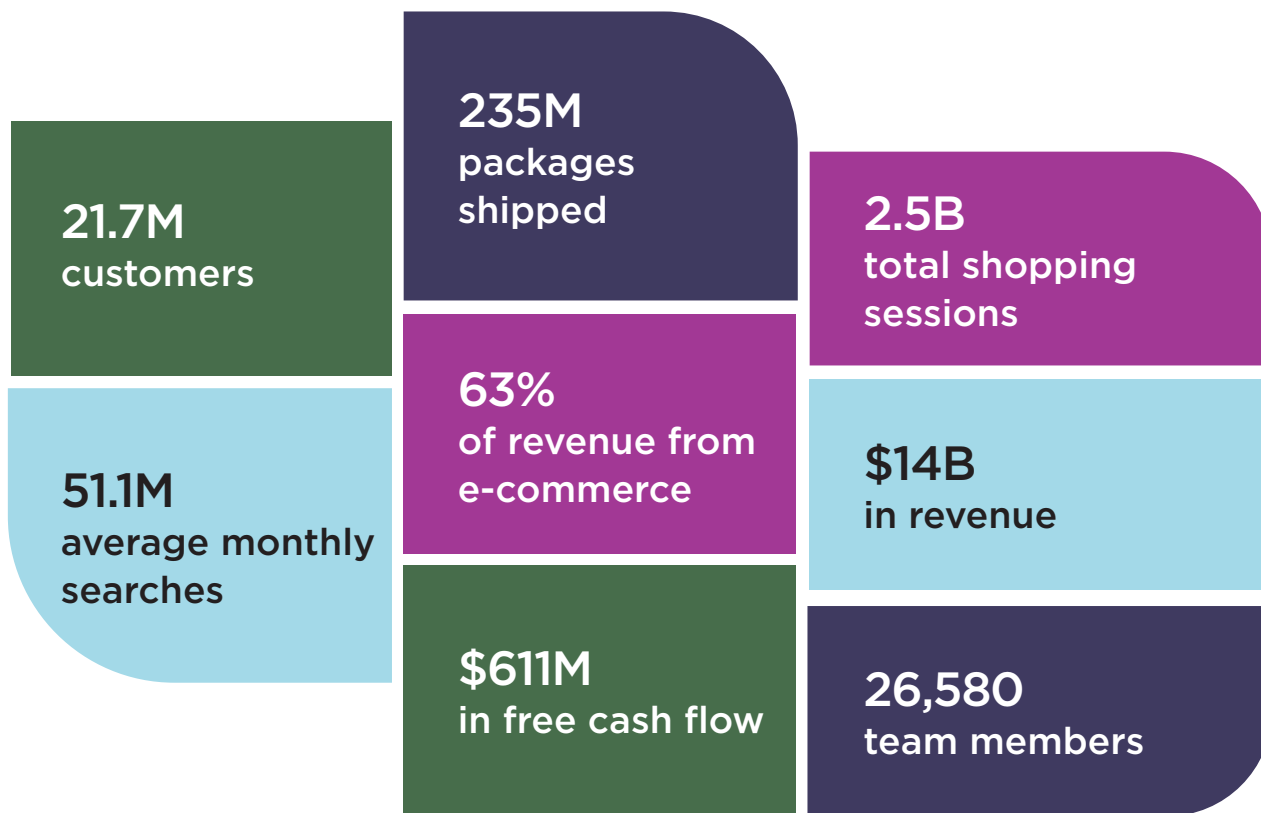 21.7M
customers
51.1M
average monthly
searches
235M
packages
shipped
63%
of revenue from
e-commerce
$611M
in free cash flow
2.5B
total shopping
sessions
$14B
in revenue
26,580
team members